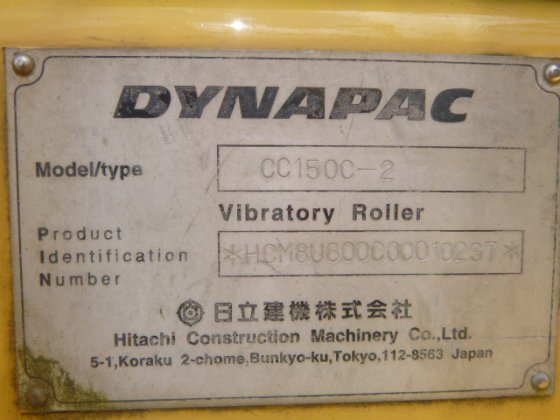 DYNAPAC
Model/type CC150C-2
Vibratory Roller
Product
Identification *HCM8U600C00010237*
Number
日立建機株式会社
Hitachi Construction Machinery Co.,Ltd.
5-1,Koraku 2-chome,Bunkyo-ku,Tokyo,112-8563 Japan